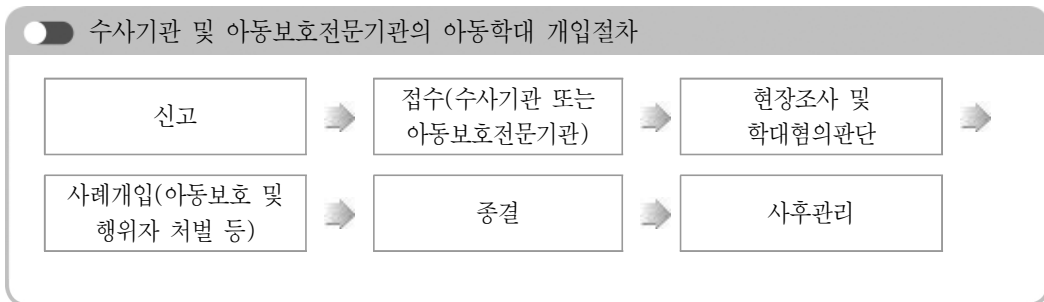 수사기관 및 아동보호전문기관의 아동학대 개입절차
신고
접수(수사기관 또는
아동보호전문기관)
현장조사 및
학대혐의판단
사례개입(아동보호 및
행위자 처벌 등)
종결
사후관리